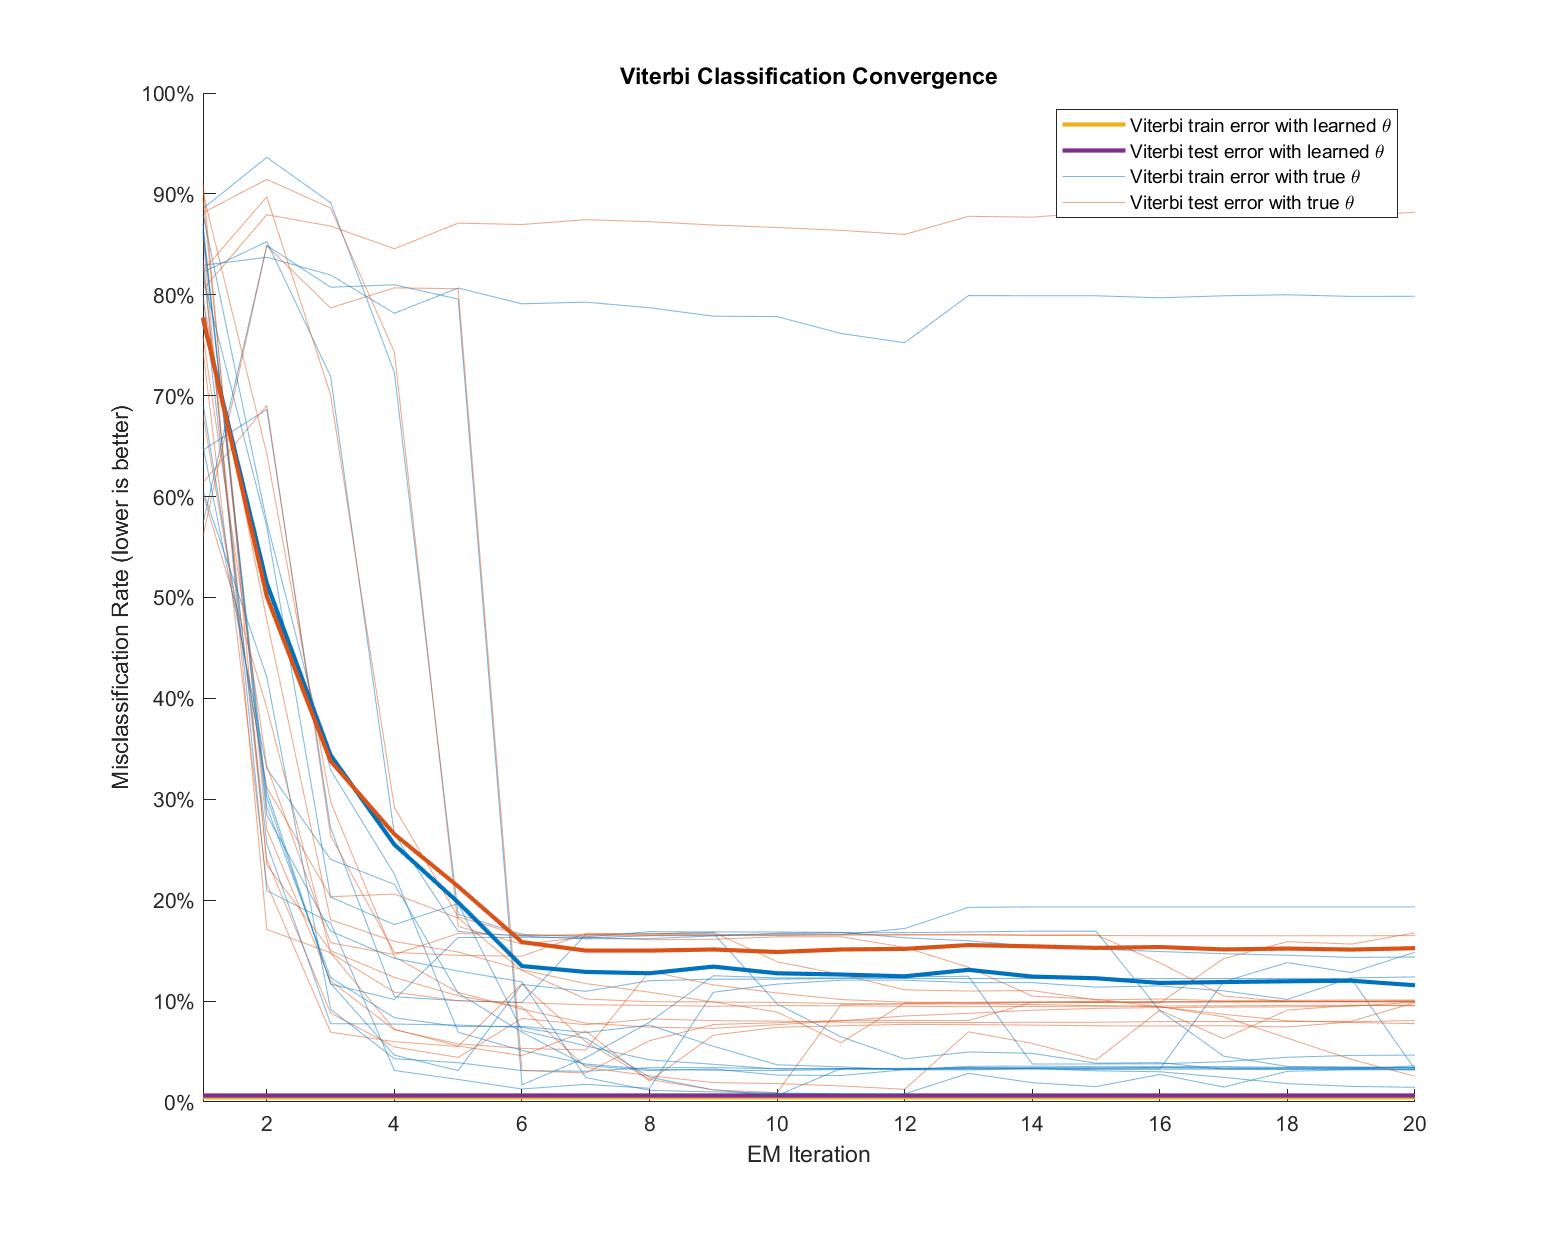 Viterbi Classification Convergence
100%
90%
80%
70%
60%
50%
40%
30%
20%
10%
0%
Misclassification Rate (lower is better)
Viterbi train error with learned θ
Viterbi test error with learned θ
Viterbi train error with true θ
Viterbi test error with true θ
2 4 6 8 10 12 14 16 18 20
EM Iteration